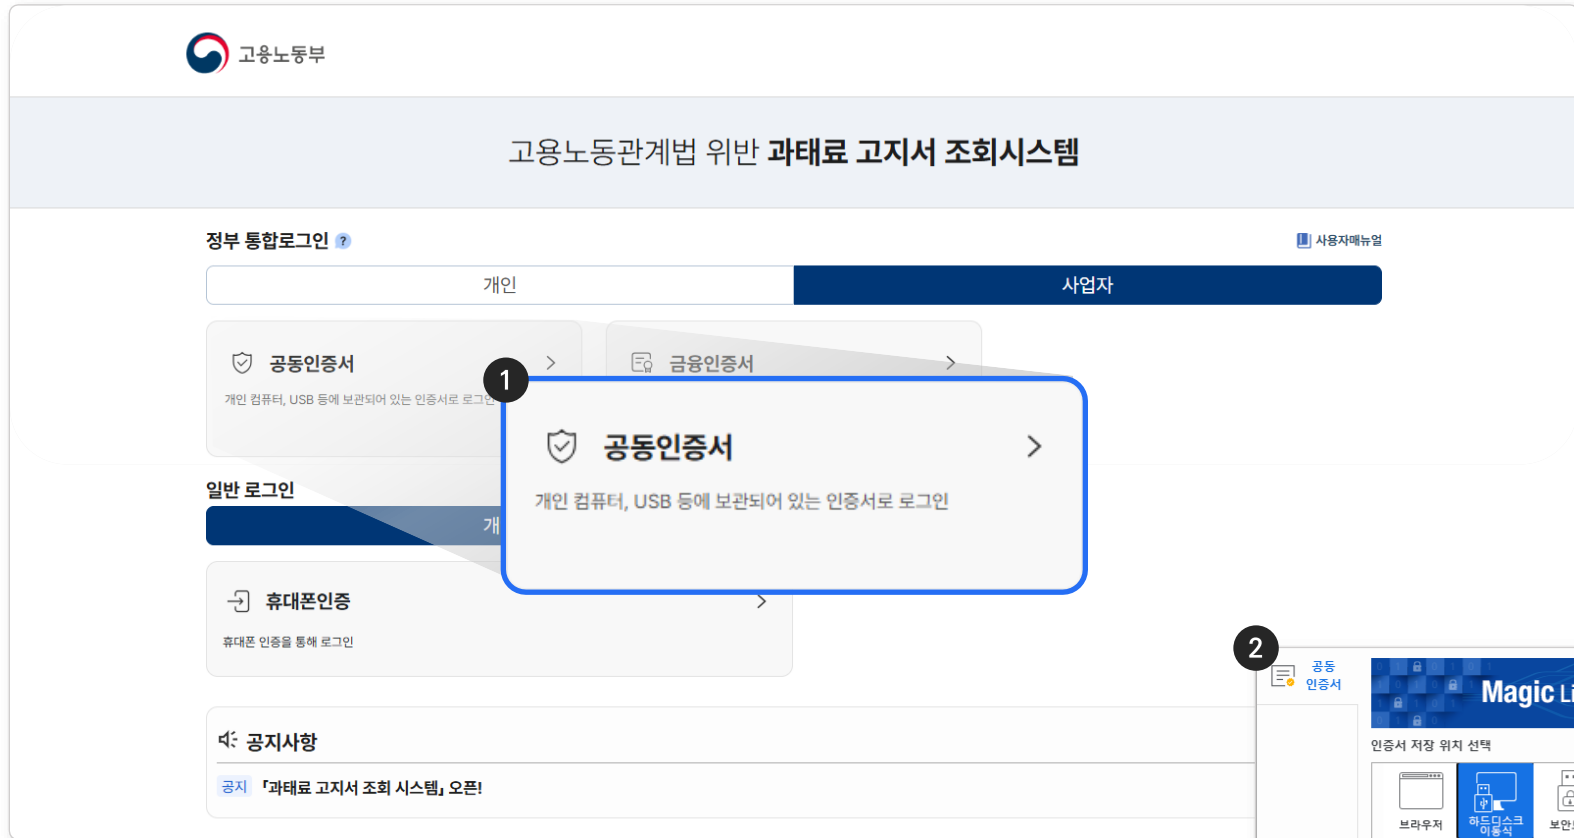 고용노동부
고용노동관계법 위반 과태료 고지서 조회시스템
정부 통합로그인 ?
사용자매뉴얼
개인
사업자
공동인증서
개인 컴퓨터, USB 등에 보관되어 있는 인증서로 로그인
금융인증서
1
공동인증서
개인 컴퓨터, USB 등에 보관되어 있는 인증서로 로그인
일반 로그인
개
휴대폰인증
휴대폰 인증을 통해 로그인
공지사항
공지 「과태료 고지서 조회 시스템」 오픈!
2
공동
인증서
Magic Li
인증서 저장 위치 선택
브라우저
하드디스크
이동식
보안